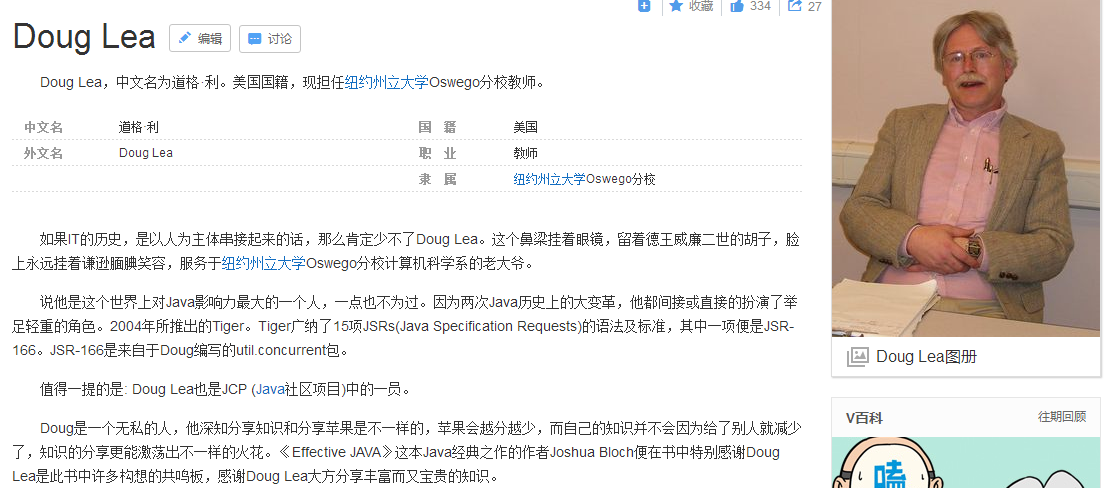 收藏
334
27
Doug Lea
编辑
讨论
Doug Lea，中文名为道格·利。美国国籍，现担任纽约州立大学Oswego分校教师。
中文名 道格·利 国 籍 美国
外文名 Doug Lea 职 业 教师
隶 属 纽约州立大学Oswego分校
如果IT的历史，是以人为主体串接起来的话，那么肯定少不了Doug Lea。这个鼻梁挂着眼镜，留着德王威廉二世的胡子，脸
上永远挂着谦逊腼腆笑容，服务于纽约州立大学Oswego分校计算机科学系的老大爷。
说他是这个世界上对Java影响力最大的一个人，一点也不为过。因为两次Java历史上的大变革，他都间接或直接的扮演了举
足轻重的角色。2004年所推出的Tiger。Tiger广纳了15项JSRs(Java Specification Requests)的语法及标准，其中一项便是JSR-
166。JSR-166是来自于Doug编写的util.concurrent包。
值得一提的是: Doug Lea也是JCP (Java社区项目)中的一员。
Doug是一个无私的人，他深知分享知识和分享苹果是不一样的，苹果会越分越少，而自己的知识并不会因为给了别人就减少
了，知识的分享更能激荡出不一样的火花。《Effective JAVA》这本Java经典之作的作者Joshua Bloch便在书中特别感谢Doug
Lea是此书中许多构想的共鸣板，感谢Doug Lea大方分享丰富而又宝贵的知识。
Doug Lea图册
V百科
往期回顾
嗑